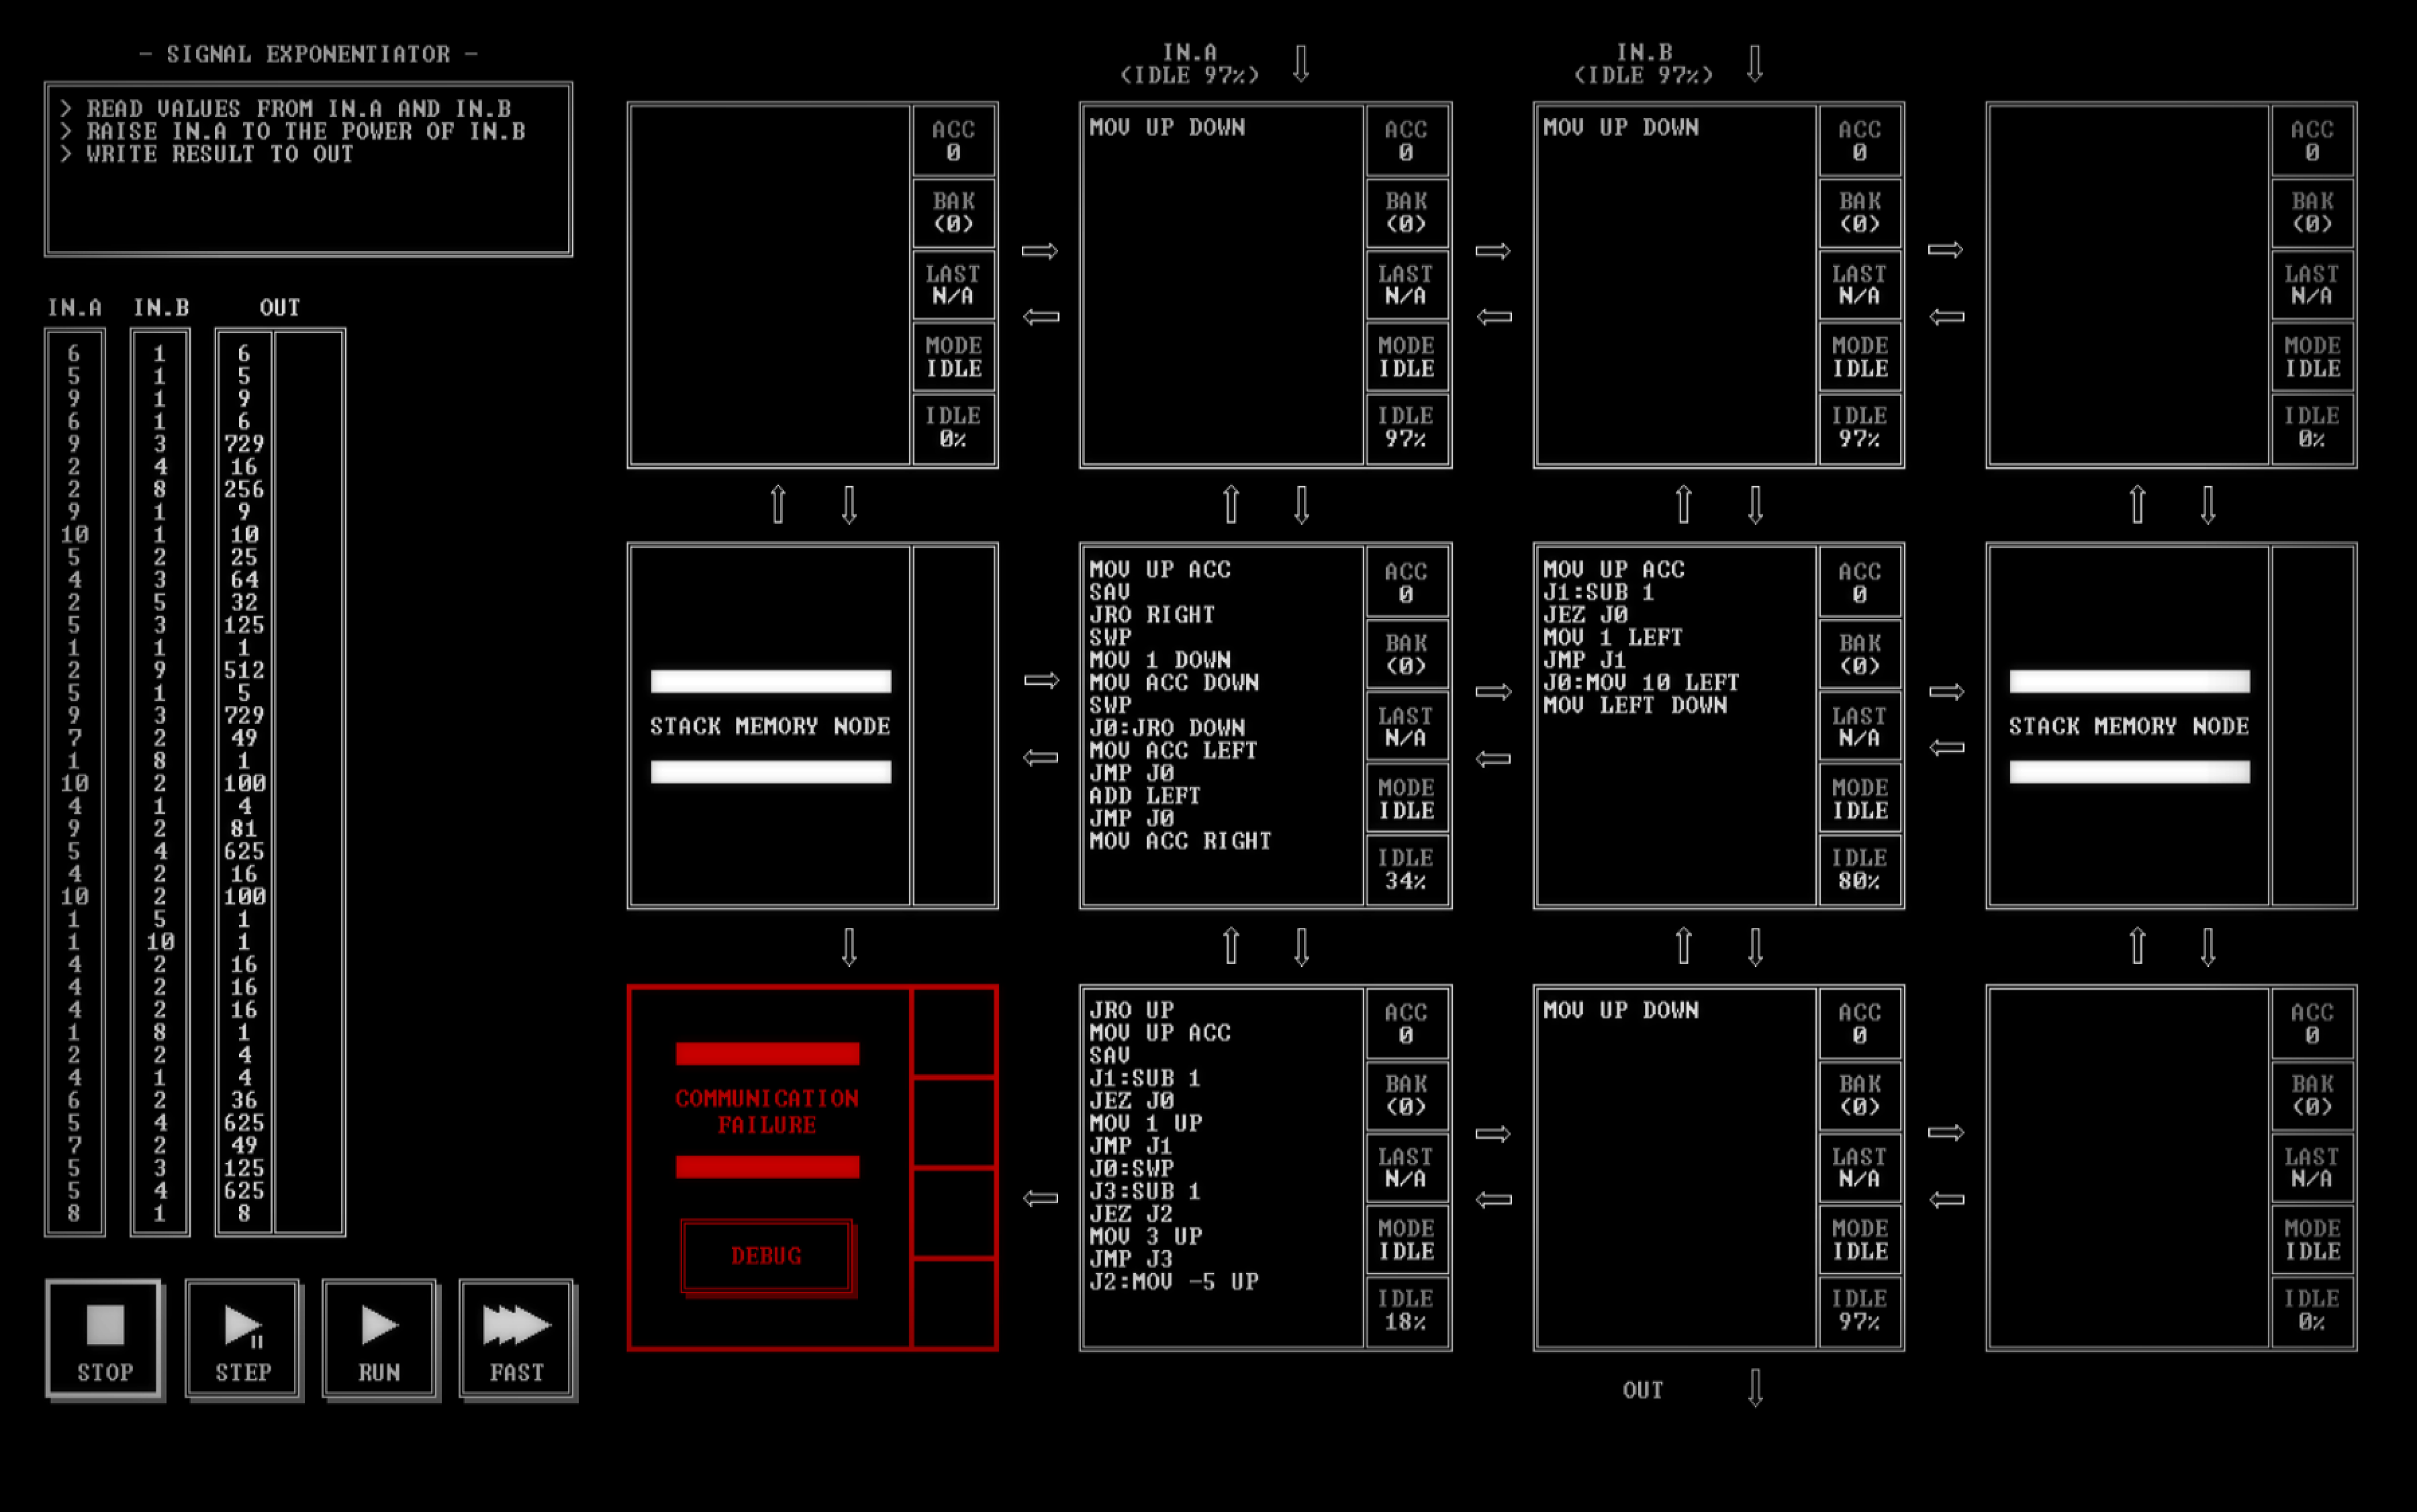 - SIGNAL EXPONENTIATOR -
> READ VALUES FROM IN.A AND IN.B
> RAISE IN.A TO THE POWER OF IN.B
> WRITE RESULT TO OUT
IN.A IN.B OUT
6 1 6
5 1 5
9 1 9
6 1 6
9 3 729
2 4 16
2 8 256
9 1 9
10 1 10
5 2 25
4 3 64
2 5 32
5 3 125
1 1 1
2 9 512
5 1 5
9 3 729
7 2 49
1 8 1
10 2 100
4 1 4
9 2 81
5 4 625
4 2 16
10 2 100
1 5 1
1 10 1
4 2 16
4 2 16
4 2 16
1 8 1
2 2 4
4 1 4
6 2 36
5 4 625
7 2 49
5 3 125
5 4 625
8 1 8
STOP
STEP
RUN
FAST
ACC
0
BAK
(0)
LAST
N/A
MODE
IDLE
IDLE
0%
IN.A
(IDLE 97%)
MOV UP DOWN
ACC
0
BAK
(0)
LAST
N/A
MODE
IDLE
IDLE
97%
IN.B
(IDLE 97%)
MOV UP DOWN
ACC
0
BAK
(0)
LAST
N/A
MODE
IDLE
IDLE
97%
ACC
0
BAK
(0)
LAST
N/A
MODE
IDLE
IDLE
0%
STACK MEMORY NODE
MOV UP ACC
SAV
JRO RIGHT
SWP
MOV 1 DOWN
MOV ACC DOWN
SWP
J0:JRO DOWN
MOV ACC LEFT
JMP J0
ADD LEFT
JMP J0
MOV ACC RIGHT
ACC
0
BAK
(0)
LAST
N/A
MODE
IDLE
IDLE
34%
MOV UP ACC
J1:SUB 1
JEZ J0
MOV 1 LEFT
JMP J1
J0:MOV 10 LEFT
MOV LEFT DOWN
ACC
0
BAK
(0)
LAST
N/A
MODE
IDLE
IDLE
80%
STACK MEMORY NODE
COMMUNICATION
FAILURE
DEBUG
JRO UP
MOV UP ACC
SAV
J1:SUB 1
JEZ J0
MOV 1 UP
JMP J1
J0:SWP
J3:SUB 1
JEZ J2
MOV 3 UP
JMP J3
J2:MOV -5 UP
ACC
0
BAK
(0)
LAST
N/A
MODE
IDLE
IDLE
18%
MOV UP DOWN
ACC
0
BAK
(0)
LAST
N/A
MODE
IDLE
IDLE
97%
ACC
0
BAK
(0)
LAST
N/A
MODE
IDLE
IDLE
0%
OUT